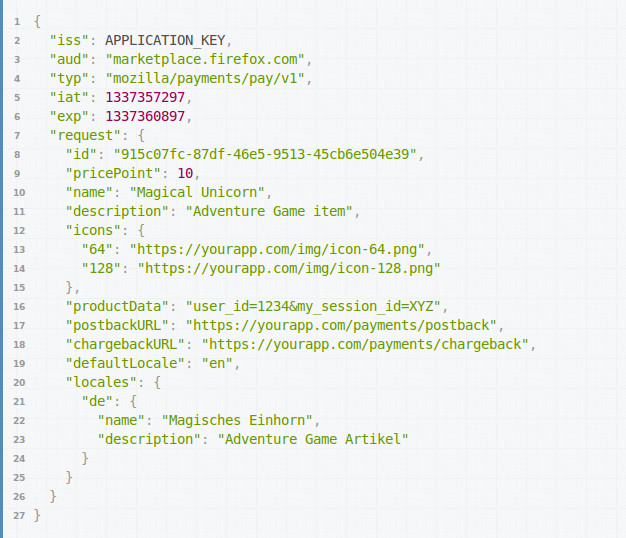 1 {
2   "iss": APPLICATION_KEY,
3   "aud": "marketplace.firefox.com",
4   "typ": "mozilla/payments/pay/v1",
5   "iat": 1337357297,
6   "exp": 1337360897,
7   "request": {
8     "id": "915c07fc-87df-46e5-9513-45cb6e504e39",
9     "pricePoint": 10,
10     "name": "Magical Unicorn",
11     "description": "Adventure Game item",
12     "icons": {
13       "64": "https://yourapp.com/img/icon-64.png",
14       "128": "https://yourapp.com/img/icon-128.png"
15     },
16     "productData": "user_id=1234&my_session_id=XYZ",
17     "postbackURL": "https://yourapp.com/payments/postback",
18     "chargebackURL": "https://yourapp.com/payments/chargeback",
19     "defaultLocale": "en",
20     "locales": {
21       "de": {
22         "name": "Magisches Einhorn",
23         "description": "Adventure Game Artikel"
24       }
25     }
26   }
27 }